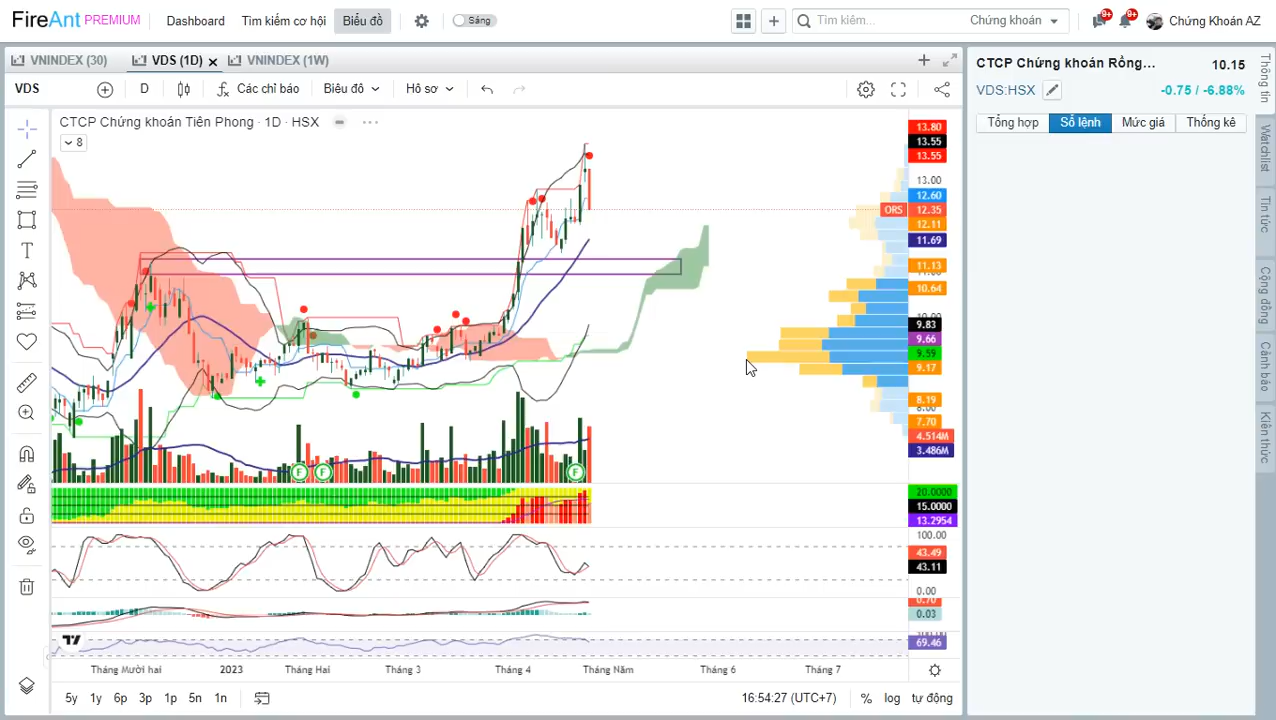 FireAnt PREMIUM Dashboard Tìm kiếm cơ hội Biểu đồ Sáng Tìm kiếm... Chứng khoán 9+ 9+ Chứng Khoán AZ
VNINDEX (30) VDS (1D) VNINDEX (1W)
VDS D Các chỉ báo Biểu đồ Hồ sơ
CTCP Chứng khoán Tiên Phong · 1D · HSX
8
13.80
13.55
13.55
13.00
12.60
ORS 12.35
12.11
11.69
11.13
10.64
10.00
9.83
9.66
9.59
9.17
8.19
8.00
7.70
4.514M
3.486M
F F F
20.0000
15.0000
13.2954
100.00
43.49
43.11
0.00
0.70
0.03
100.00
69.46
Tháng Mười hai 2023 Tháng Hai Tháng 3 Tháng 4 Tháng Năm Tháng 6 Tháng 7
5y 1y 6p 3p 1p 5n 1n 16:54:27 (UTC+7) % log tự động
CTCP Chứng khoán Rồng... 10.15
VDS:HSX -0.75 / -6.88%
Tổng hợp Sổ lệnh Mức giá Thống kê
Thông tin
Watchlist
Tin tức
Cộng đồng
Cảnh báo
Kiến thức